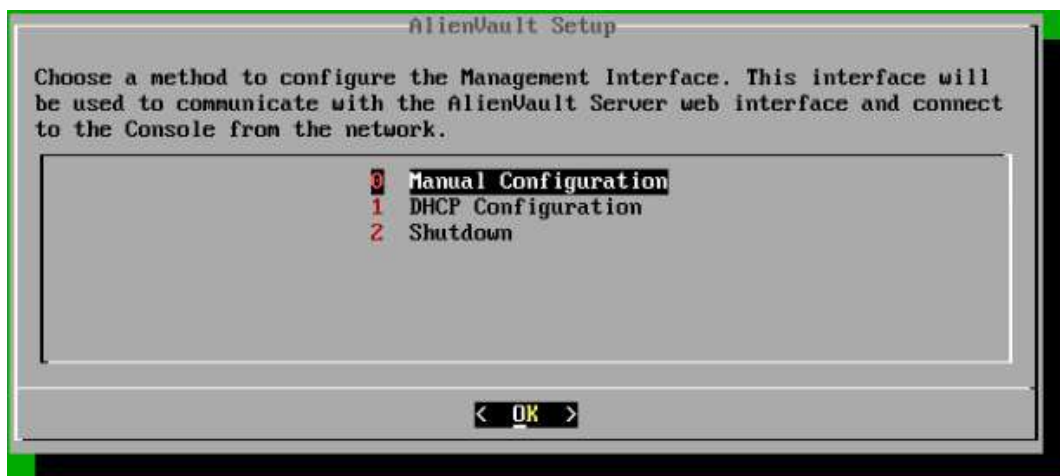 AlienVault Setup
Choose a method to configure the Management Interface. This interface will
be used to communicate with the AlienVault Server web interface and connect
to the Console from the network.
0 Manual Configuration
1 DHCP Configuration
2 Shutdown
< OK >